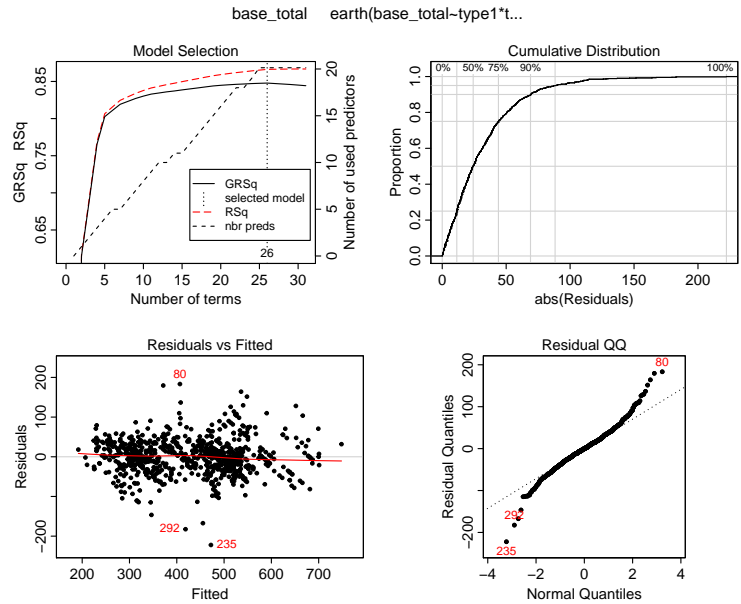 base_total earth(base_total~type1*t...
Model Selection
GRSq RSq
0.65 0.75 0.85
0 5 10 15 20 25 30
Number of terms
0 5 10 15 20
Number of used predictors
GRSq
selected model
RSq
nbr preds
26
Cumulative Distribution
0% 50% 75% 90% 100%
Proportion
0.0 0.2 0.4 0.6 0.8 1.0
0 50 100 150 200
abs(Residuals)
Residuals vs Fitted
Residuals
−200 0 100 200
80
292
235
200 300 400 500 600 700
Fitted
Residual QQ
Residual Quantiles
−200 −100 0 100 200
80
292
235
−4 −2 0 2 4
Normal Quantiles